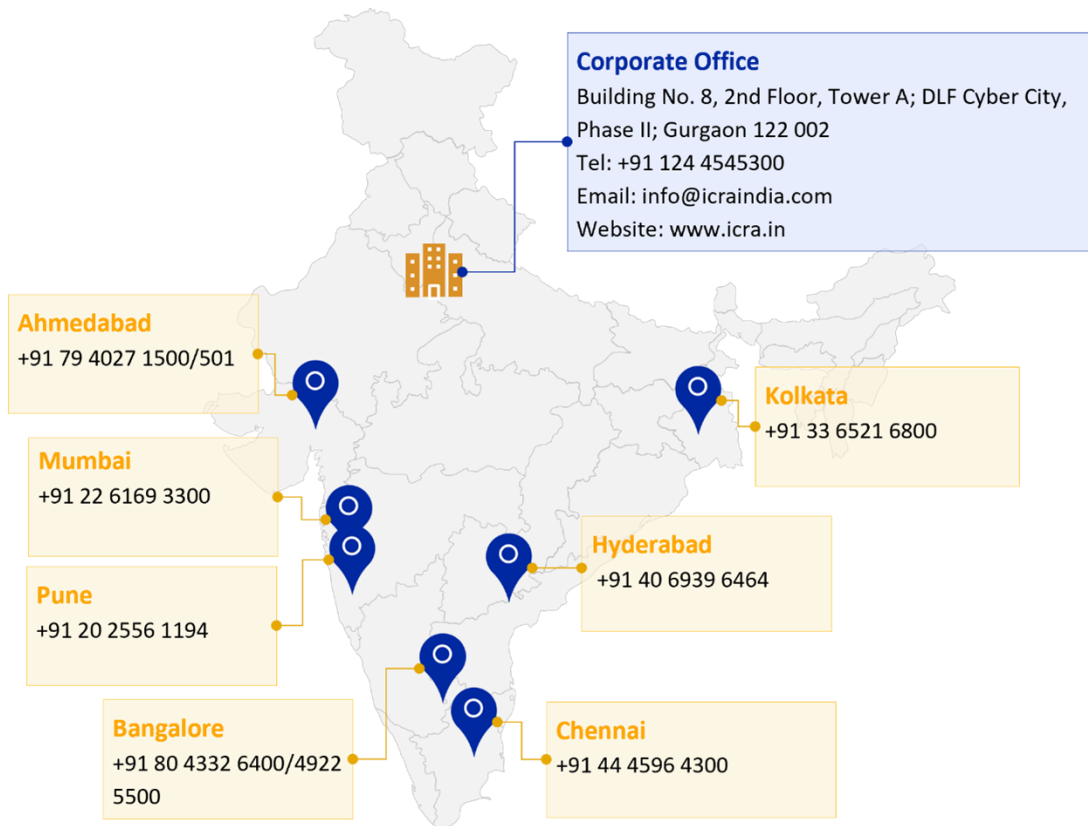 Corporate Office
Building No. 8, 2nd Floor, Tower A; DLF Cyber City,
Phase II; Gurgaon 122 002
Tel: +91 124 4545300
Email: info@icraindia.com
Website: www.icra.in
Ahmedabad
+91 79 4027 1500/501
Kolkata
+91 33 6521 6800
Mumbai
+91 22 6169 3300
Hyderabad
+91 40 6939 6464
Pune
+91 20 2556 1194
Bangalore
+91 80 4332 6400/4922
5500
Chennai
+91 44 4596 4300